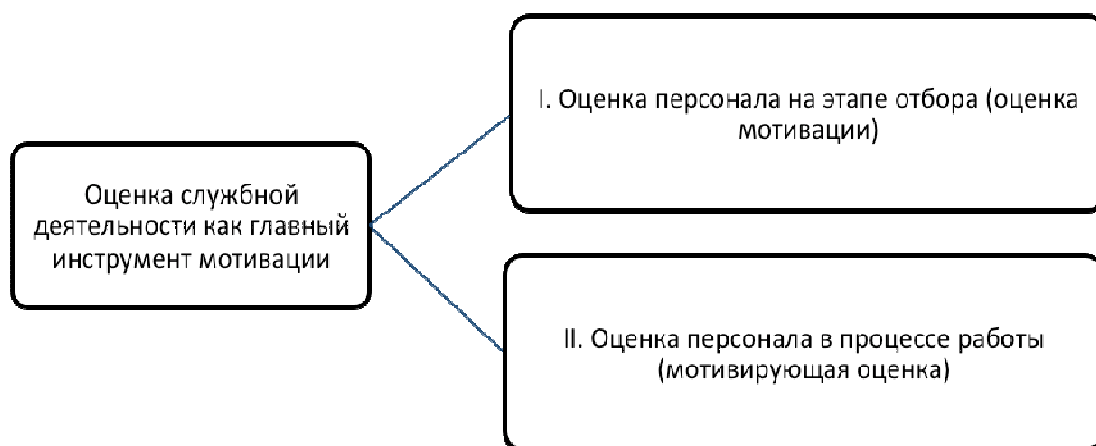 Оценка службной
деятельности как главный
инструмент мотивации
I. Оценка персонала на этапе отбора (оценка
мотивации)
II. Оценка персонала в процессе работы
(мотивирующая оценка)